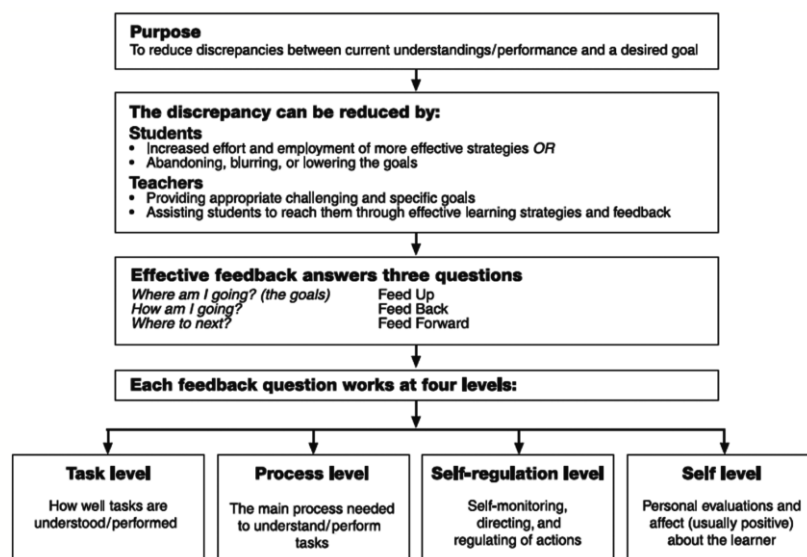 Purpose
To reduce discrepancies between current understandings/performance and a desired goal
The discrepancy can be reduced by:
Students
• Increased effort and employment of more effective strategies OR
• Abandoning, blurring, or lowering the goals
Teachers
• Providing appropriate challenging and specific goals
• Assisting students to reach them through effective learning strategies and feedback
Effective feedback answers three questions
Where am I going? (the goals) Feed Up
How am I going? Feed Back
Where to next? Feed Forward
Each feedback question works at four levels:
Task level
How well tasks are
understood/performed
Process level
The main process needed
to understand/perform
tasks
Self-regulation level
Self-monitoring,
directing, and
regulating of actions
Self level
Personal evaluations and
affect (usually positive)
about the learner